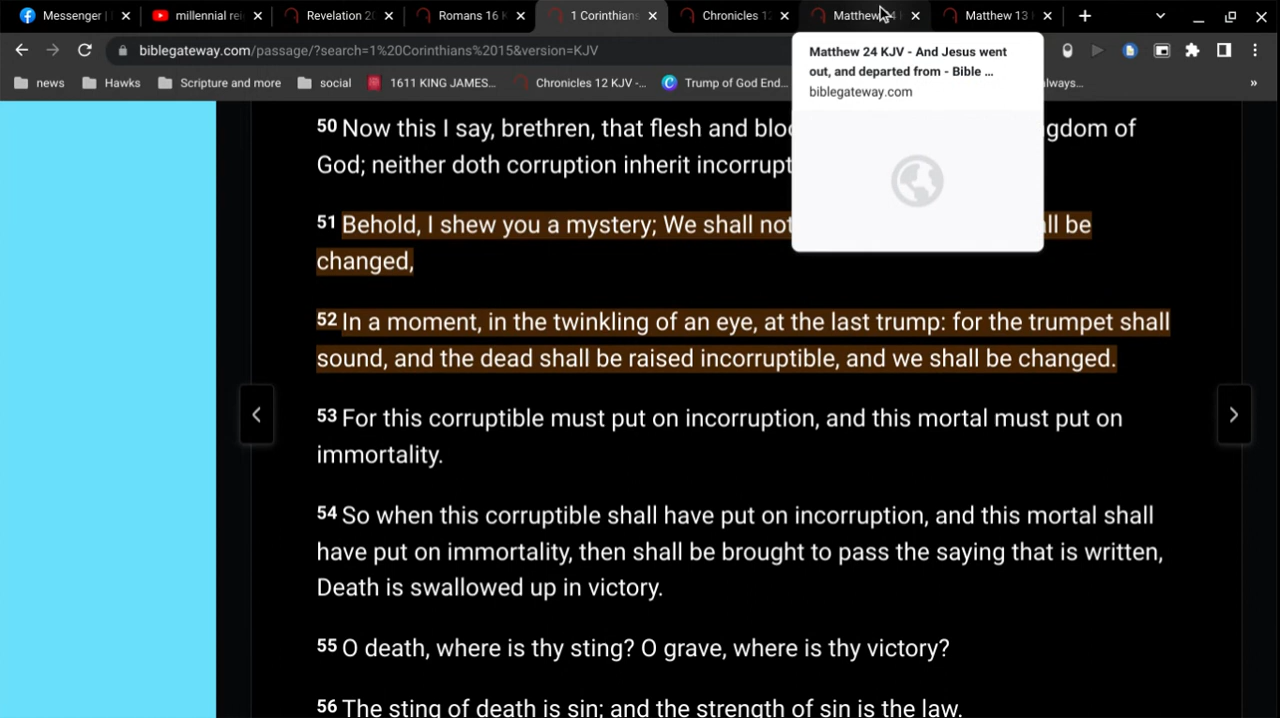 Messenger |
millennial rei
Revelation 20
Romans 16 K
1 Corinthians
Chronicles 12
Matthew 24 K
Matthew 13
biblegateway.com/passage/?search=1%20Corinthians%2015&version=KJV
news
Hawks
Scripture and more
social
1611 KING JAMES...
Chronicles 12 KJV -...
Trump of God End...
always...
»
Matthew 24 KJV - And Jesus went
out, and departed from - Bible ...
biblegateway.com
50 Now this I say, brethren, that flesh and bloo gdom of
God; neither doth corruption inherit incorrupt
51 Behold, I shew you a mystery; We shall not all be
changed,
52 In a moment, in the twinkling of an eye, at the last trump: for the trumpet shall
sound, and the dead shall be raised incorruptible, and we shall be changed.
53 For this corruptible must put on incorruption, and this mortal must put on
immortality.
54 So when this corruptible shall have put on incorruption, and this mortal shall
have put on immortality, then shall be brought to pass the saying that is written,
Death is swallowed up in victory.
55 O death, where is thy sting? O grave, where is thy victory?
56 The sting of death is sin; and the strength of sin is the law.